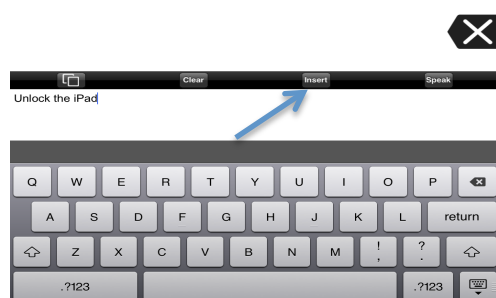 Clear Insert Speak
Unlock the iPad
Q W E R T Y U I O P
A S D F G H J K L return
Z X C V B N M ! , ? .
.?123 .?123